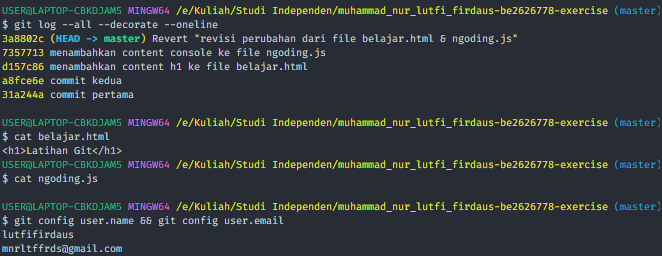 USER@LAPTOP-CBKDJAM5 MINGW64 /e/Kuliah/Studi Independen/muhammad_nur_lutfi_firdaus-be2626778-exercise (master)
$ git log --all --decorate --oneline
3a8802c (HEAD -> master) Revert "revisi perubahan dari file belajar.html & ngoding.js"
7357713 menambahkan content console ke file ngoding.js
d157c86 menambahkan content h1 ke file belajar.html
a8fce6e commit kedua
31a244a commit pertama
USER@LAPTOP-CBKDJAM5 MINGW64 /e/Kuliah/Studi Independen/muhammad_nur_lutfi_firdaus-be2626778-exercise (master)
$ cat belajar.html
<h1>Latihan Git</h1>
USER@LAPTOP-CBKDJAM5 MINGW64 /e/Kuliah/Studi Independen/muhammad_nur_lutfi_firdaus-be2626778-exercise (master)
$ cat ngoding.js
USER@LAPTOP-CBKDJAM5 MINGW64 /e/Kuliah/Studi Independen/muhammad_nur_lutfi_firdaus-be2626778-exercise (master)
$ git config user.name && git config user.email
lutfifirdaus
mnrltffrds@gmail.com